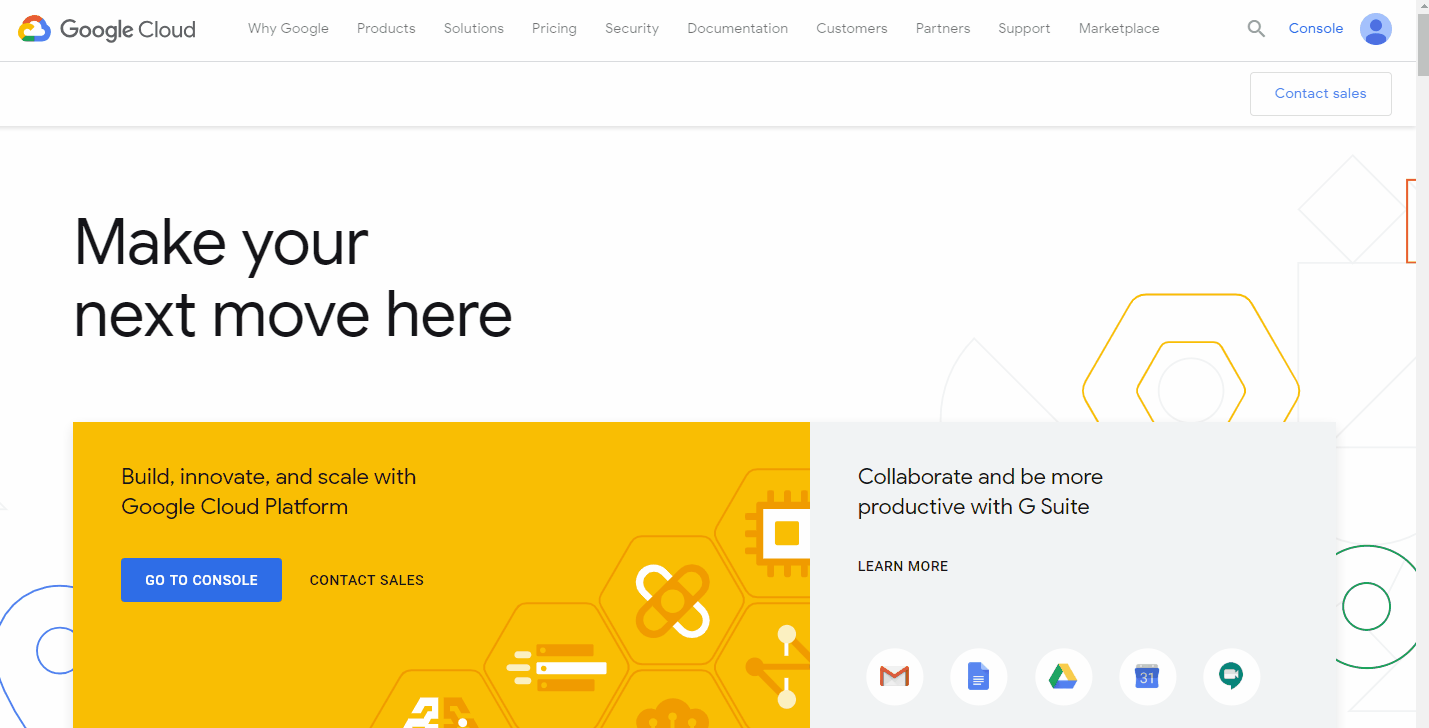 Google Cloud Why Google Products Solutions Pricing Security Documentation Customers Partners Support Marketplace Console
Contact sales
Make your
next move here
Build, innovate, and scale with
Google Cloud Platform
GO TO CONSOLE CONTACT SALES
Collaborate and be more
productive with G Suite
LEARN MORE
31